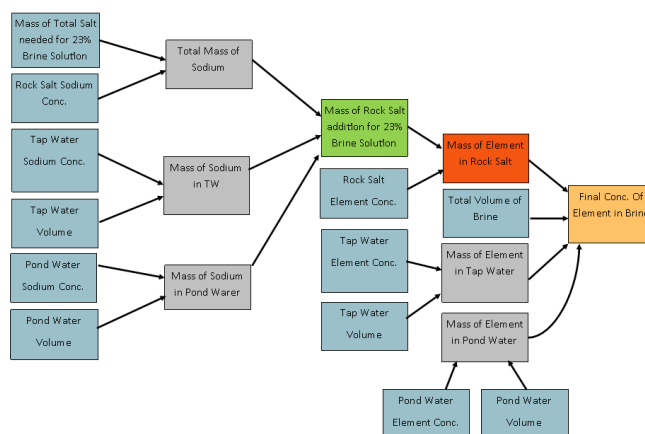 Mass of Total Salt
needed for 23%
Brine Solution
Rock Salt Sodium
Conc.
Tap Water
Sodium Conc.
Tap Water
Volume
Pond Water
Sodium Conc.
Pond Water
Volume
Total Mass of
Sodium
Mass of Sodium
in TW
Mass of Sodium
in Pond Warer
Mass of Rock Salt
addition for 23%
Brine Solution
Rock Salt
Element Conc.
Tap Water
Element Conc.
Tap Water
Volume
Mass of Element
in Rock Salt
Total Volume of
Brine
Mass of Element
in Tap Water
Mass of Element
in Pond Water
Pond Water
Element Conc.
Pond Water
Volume
Final Conc. Of
Element in Brine